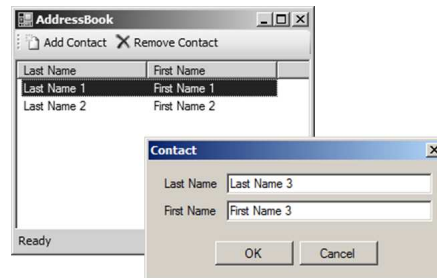 AddressBook
Add Contact Remove Contact
Last Name First Name
Last Name 1 First Name 1
Last Name 2 First Name 2
Contact
Last Name Last Name 3
First Name First Name 3
OK Cancel
Ready